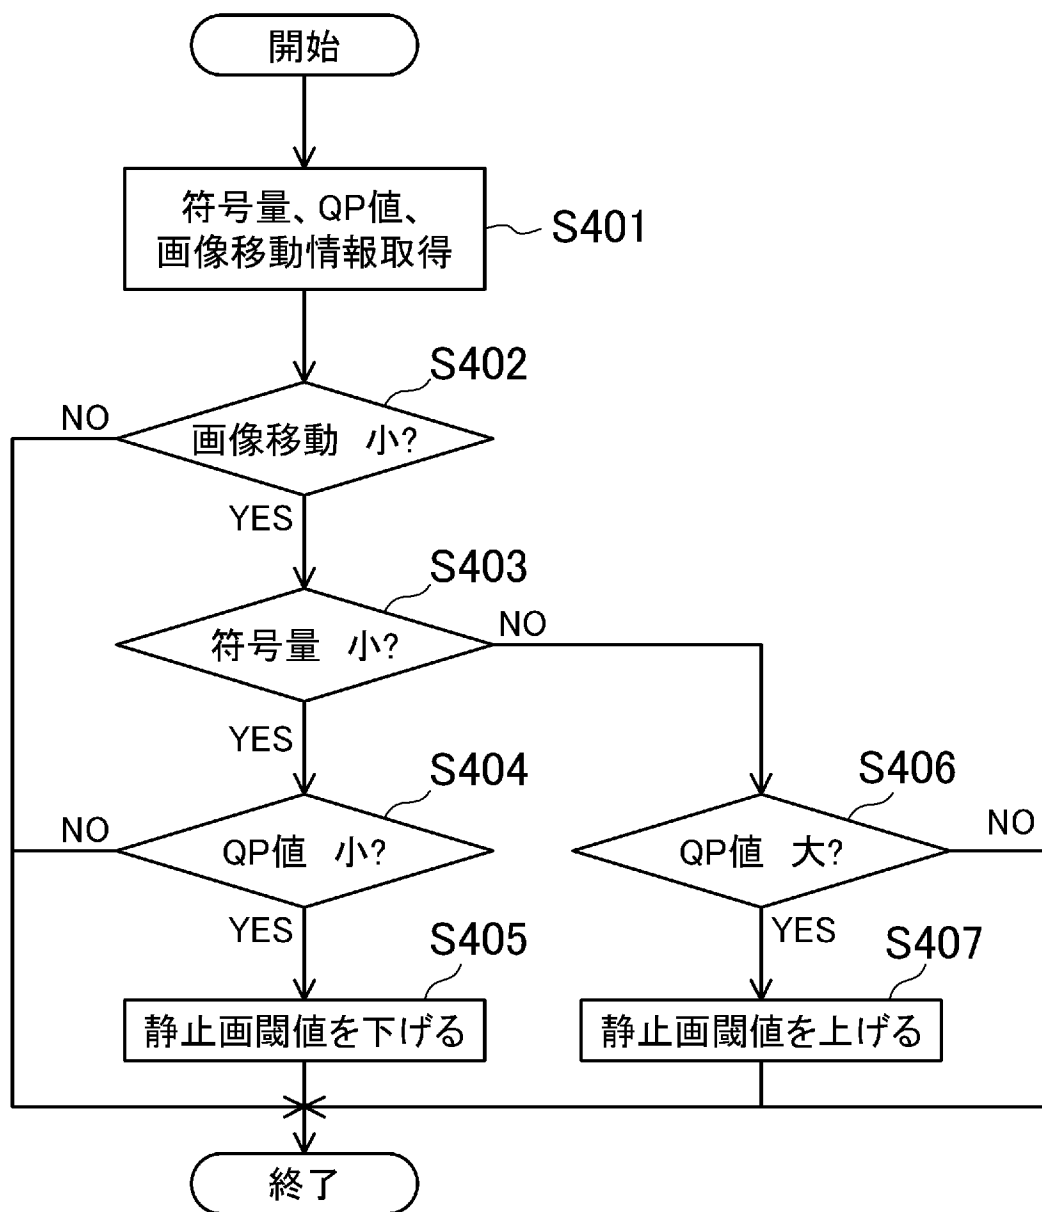 開始
符号量、QP値、
画像移動情報取得
S401
S402
NO
画像移動 小?
YES
S403
符号量 小?
NO
YES
S404
NO
QP値 小?
S406
QP値 大?
NO
YES
S405
静止画閾値を下げる
YES
S407
静止画閾値を上げる
終了